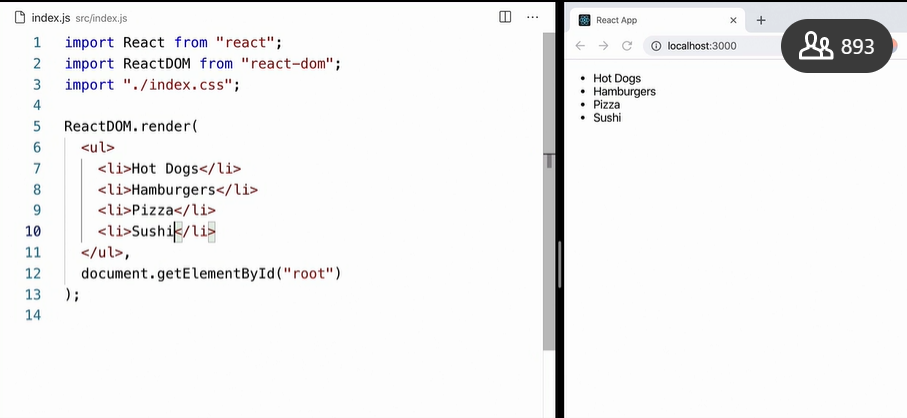 index.js src/index.js
1 import React from "react";
2 import ReactDOM from "react-dom";
3 import "./index.css";
4
5 ReactDOM.render(
6 <ul>
7 <li>Hot Dogs</li>
8 <li>Hamburgers</li>
9 <li>Pizza</li>
10 <li>Sushi</li>
11 </ul>,
12 document.getElementById("root")
13 );
14
React App
localhost:3000
893
• Hot Dogs
• Hamburgers
• Pizza
• Sushi